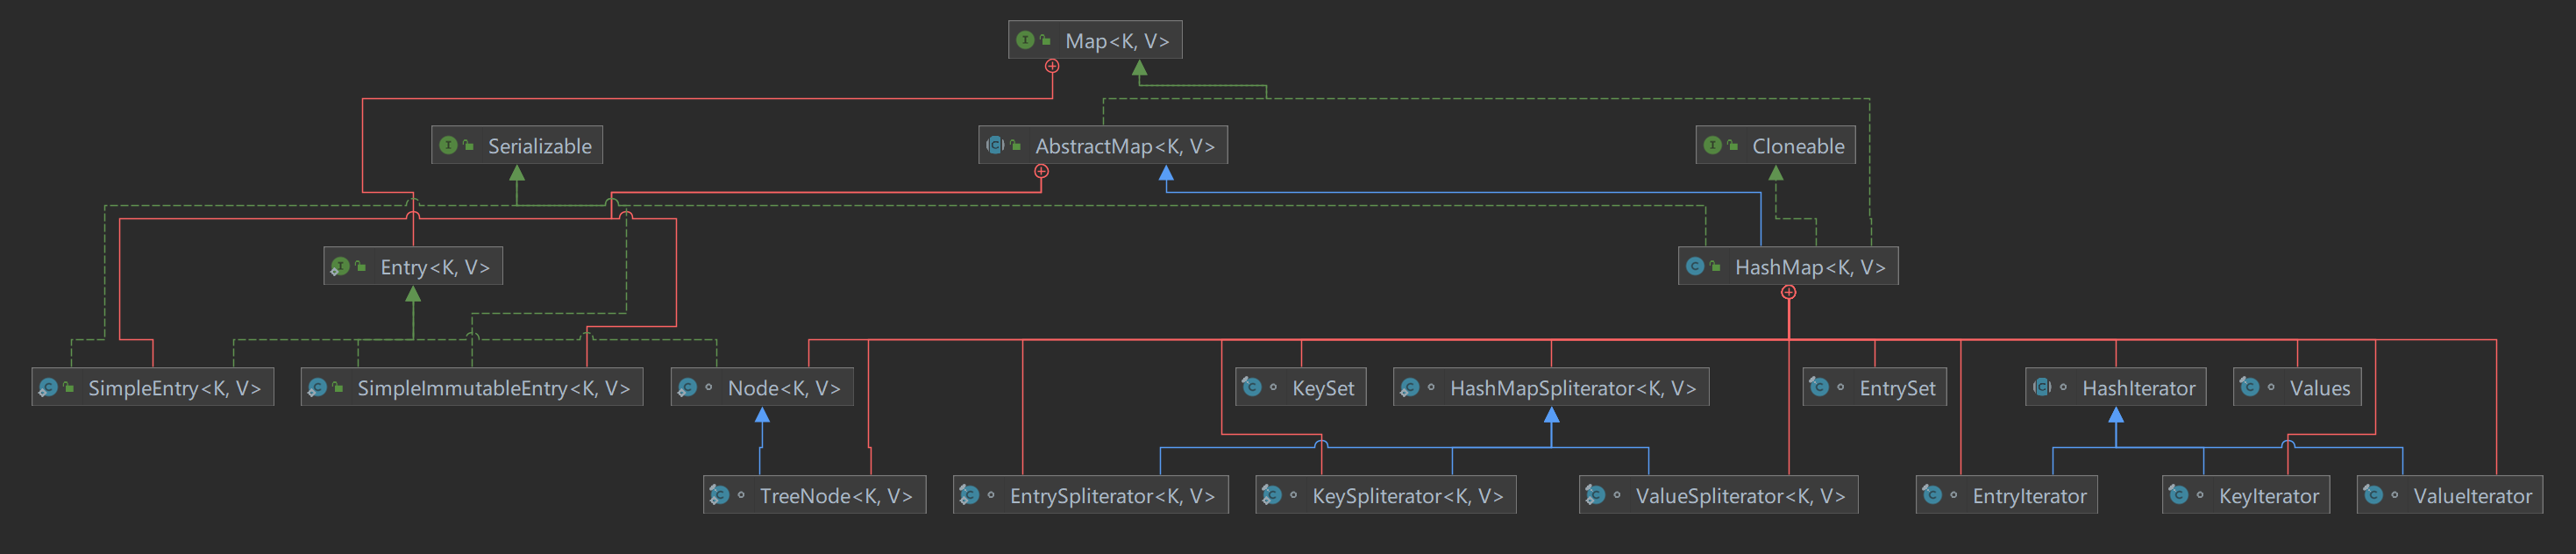 Map<K, V>
Serializable
AbstractMap<K, V>
Cloneable
Entry<K, V>
HashMap<K, V>
SimpleEntry<K, V>
SimpleImmutableEntry<K, V>
Node<K, V>
KeySet
HashMapSpliterator<K, V>
EntrySet
HashIterator
Values
TreeNode<K, V>
EntrySpliterator<K, V>
KeySpliterator<K, V>
ValueSpliterator<K, V>
EntryIterator
KeyIterator
ValueIterator